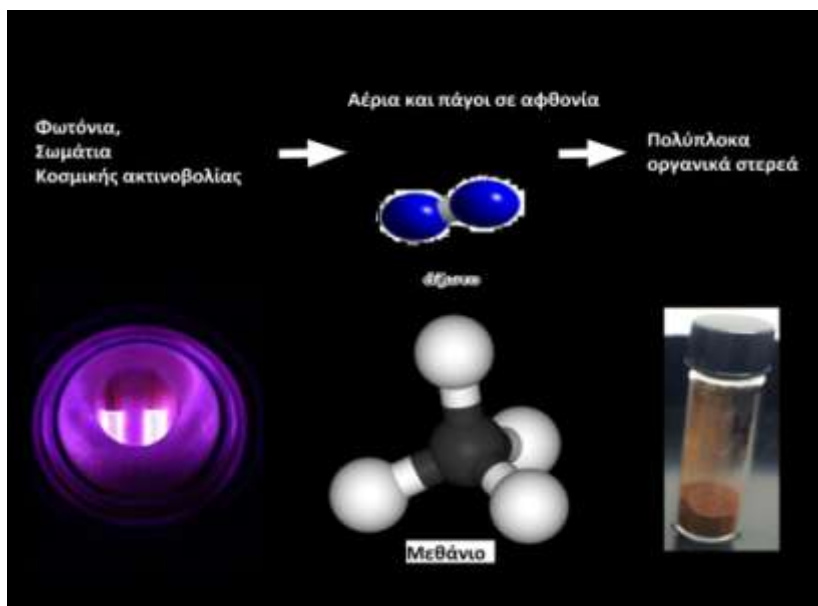 Αέρια και πάγοι σε αφθονία
Φωτόνια,
Σωμάτια
Κοσμικής ακτινοβολίας
Πολύπλοκα
οργανικά στερεά
Μεθάνιο